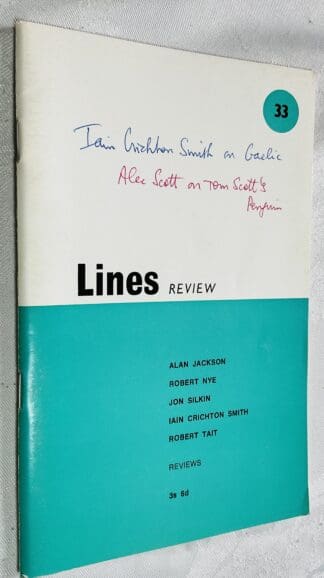 33
Iain Crichton Smith on Gaelic
Alec Scott on Tom Scott's
Penguin
Lines REVIEW
ALAN JACKSON
ROBERT NYE
JON SILKIN
IAIN CRICHTON SMITH
ROBERT TAIT
REVIEWS
3s 6d